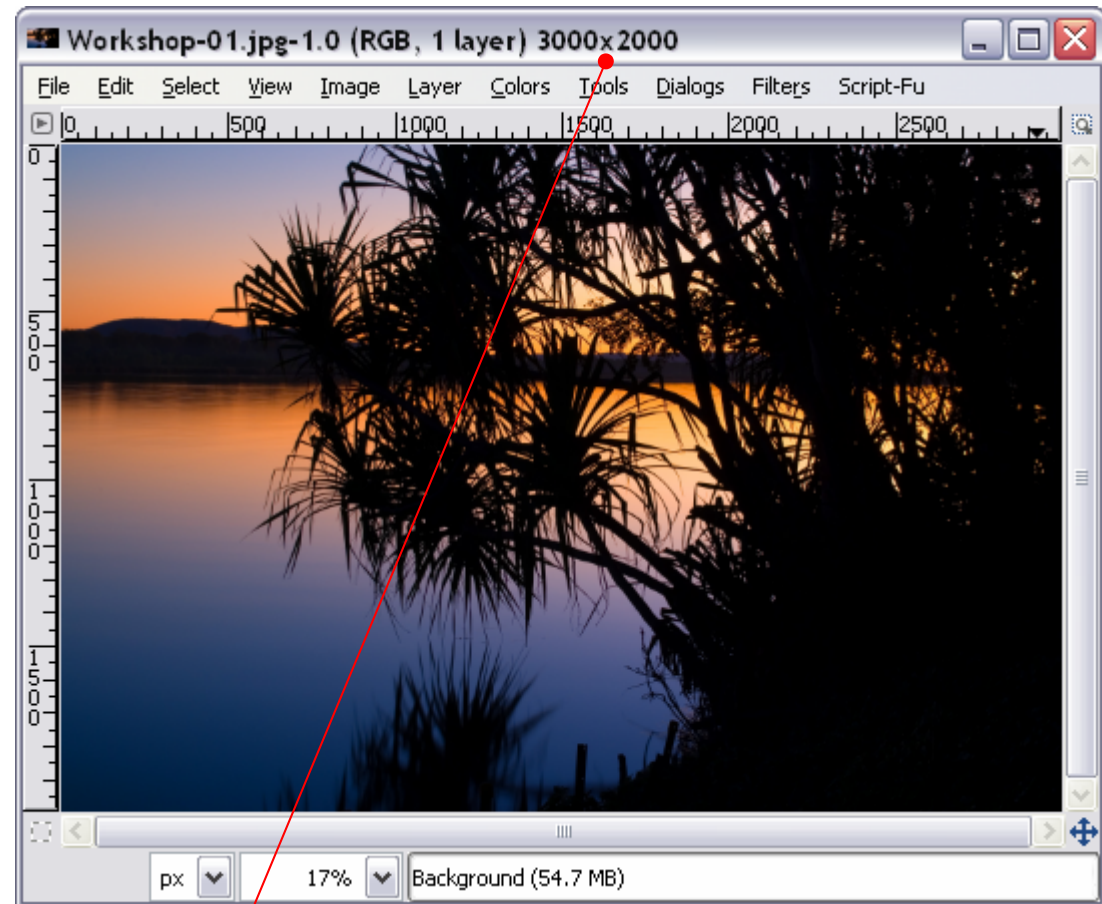 Workshop-01.jpg-1.0 (RGB, 1 layer) 3000x2000
File Edit Select View Image Layer Colors Tools Dialogs Filters Script-Fu
0 500 1000 1500 2000 2500
0
500
1000
1500
px 17% Background (54.7 MB)